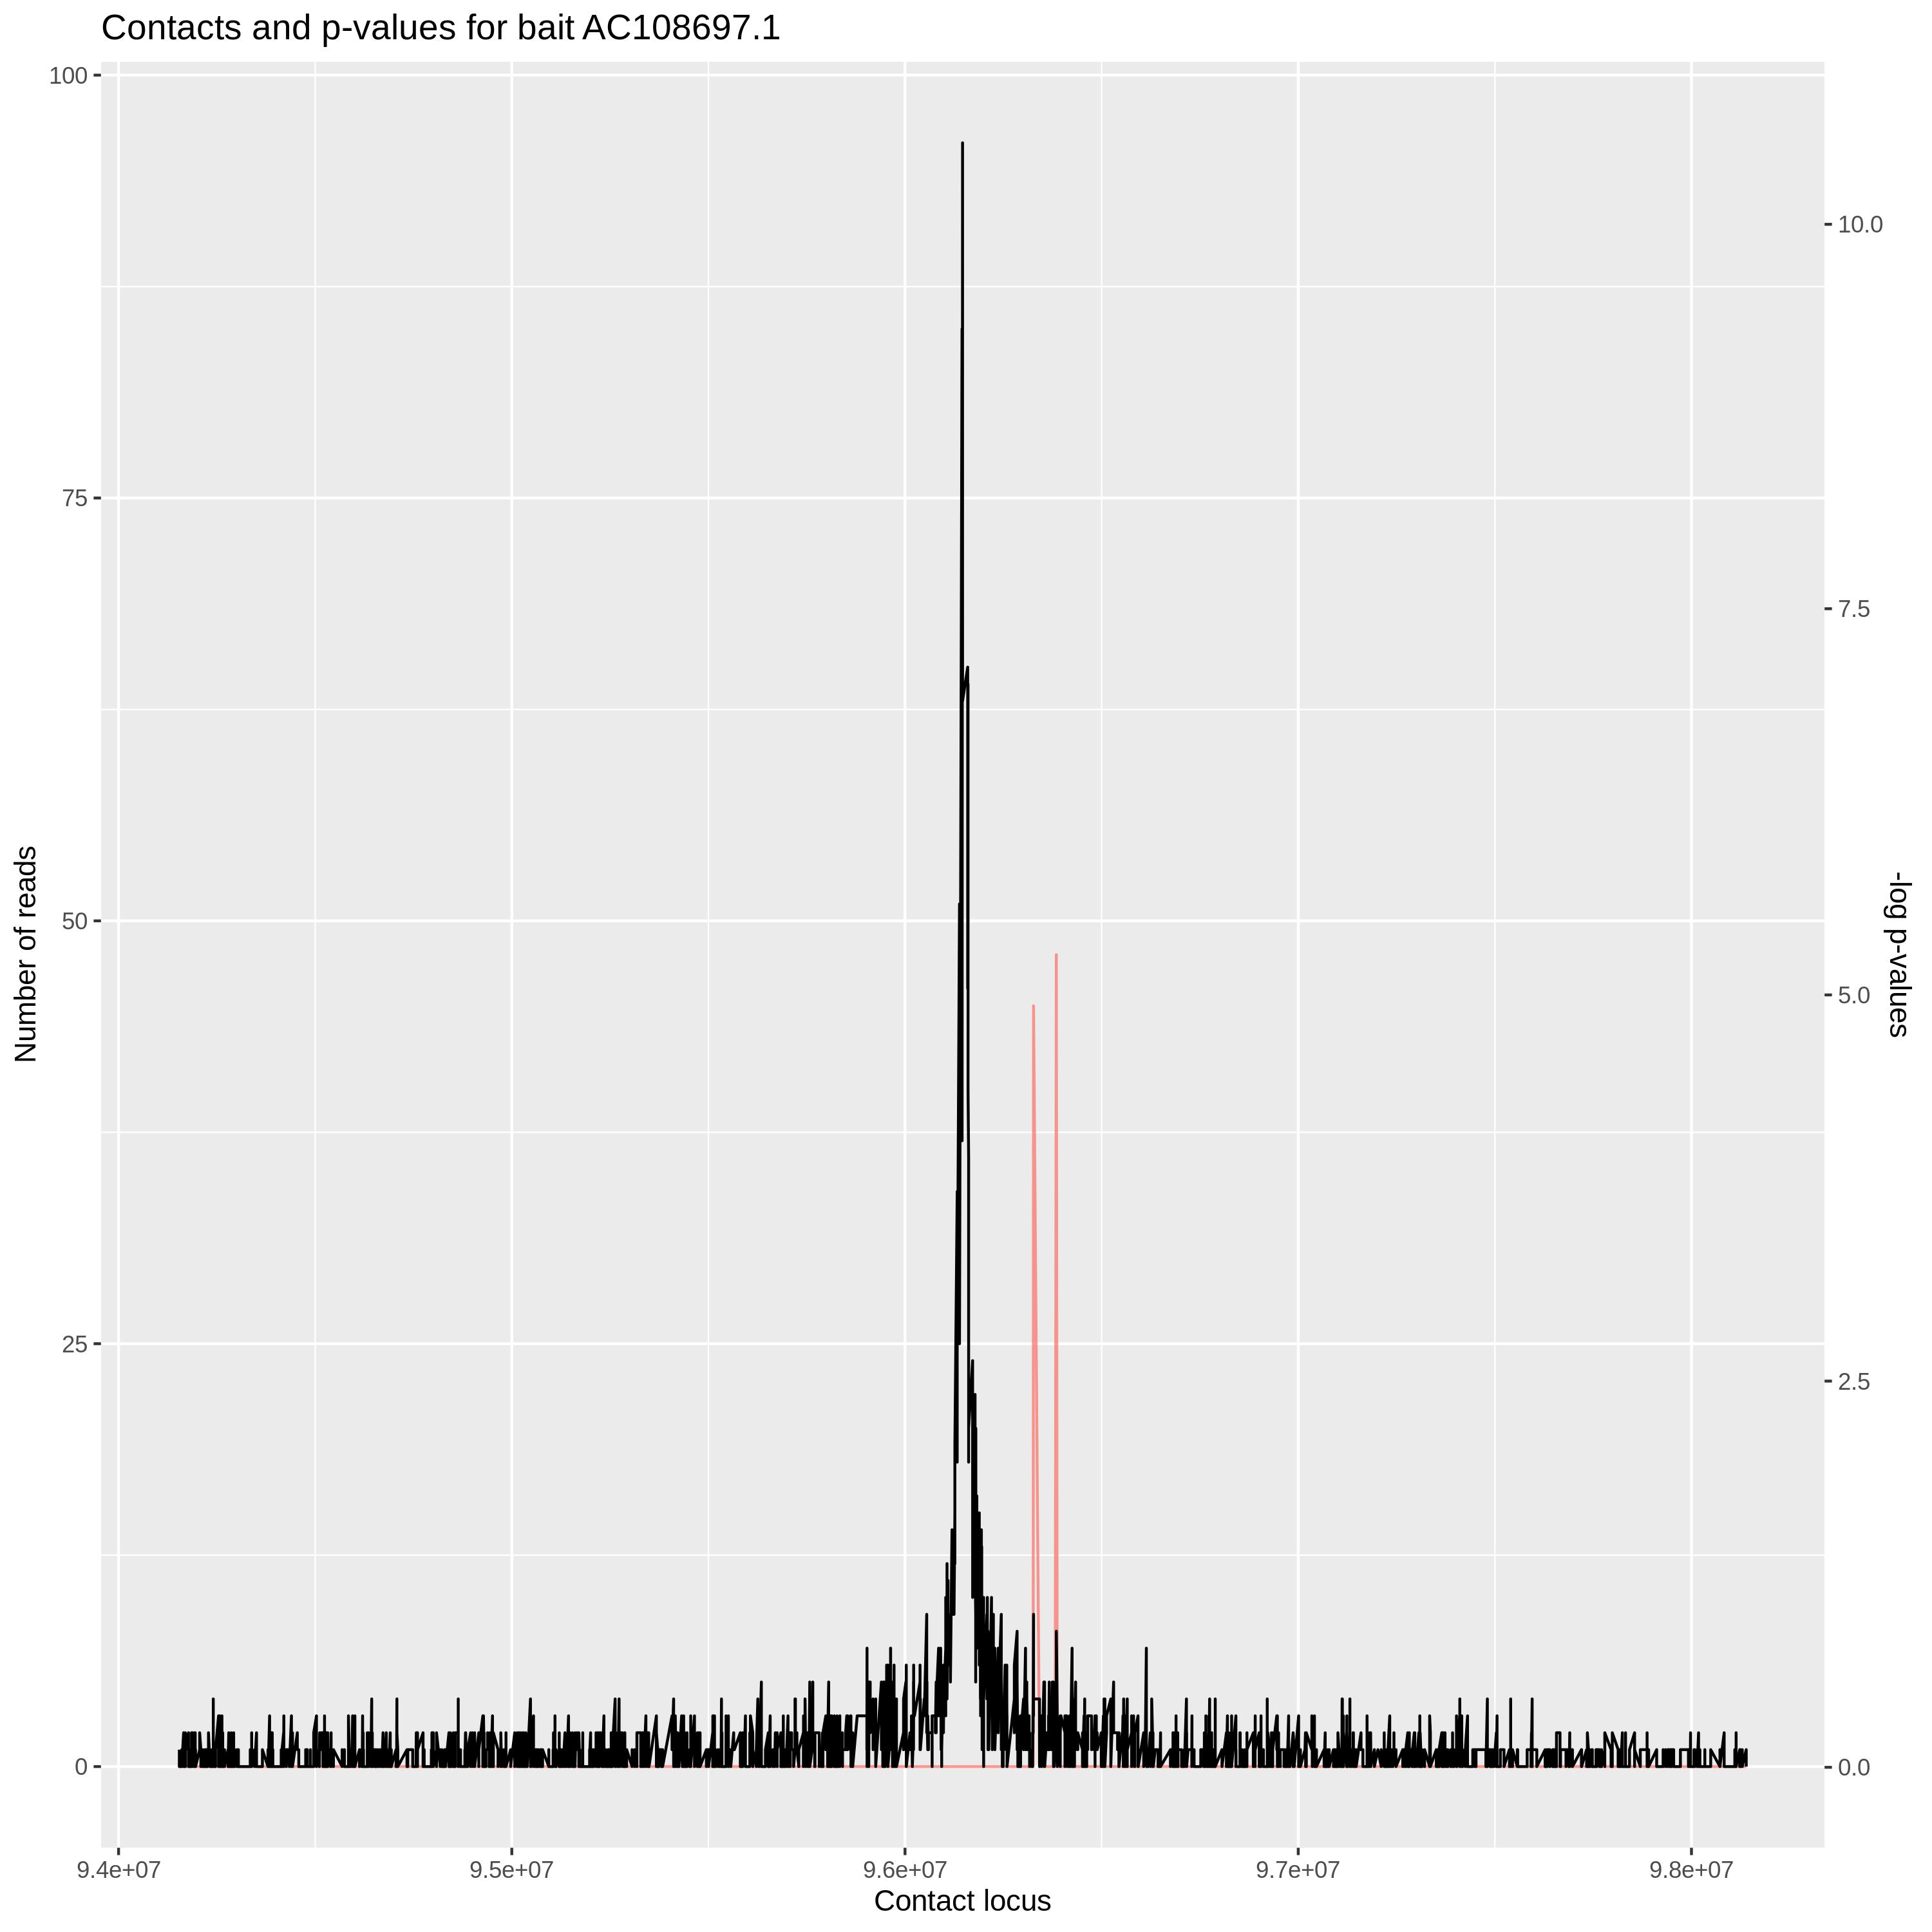 Contacts and p-values for bait AC108697.1
100
75
50
25
0
Number of reads
10.0
7.5
5.0
2.5
0.0
-log p-values
9.4e+07 9.5e+07 9.6e+07 9.7e+07 9.8e+07
Contact locus